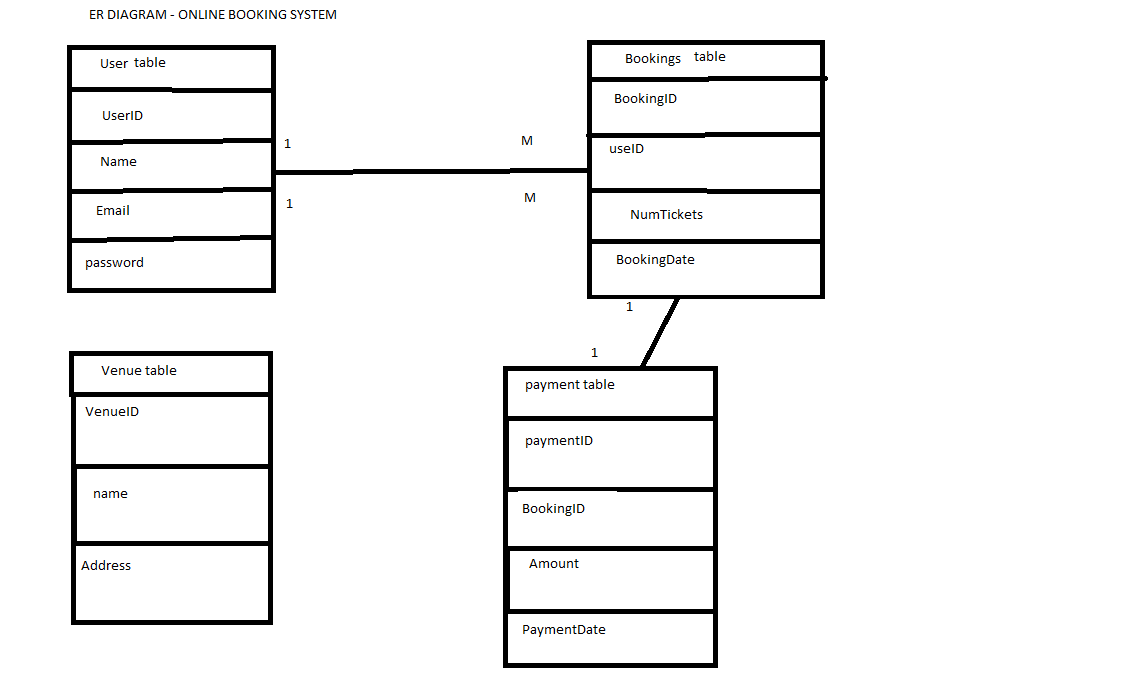 ER DIAGRAM - ONLINE BOOKING SYSTEM
User table
UserID
Name
Email
password
1
1
M
M
Bookings table
BookingID
useID
NumTickets
BookingDate
1
1
Venue table
VenueID
name
Address
payment table
paymentID
BookingID
Amount
PaymentDate